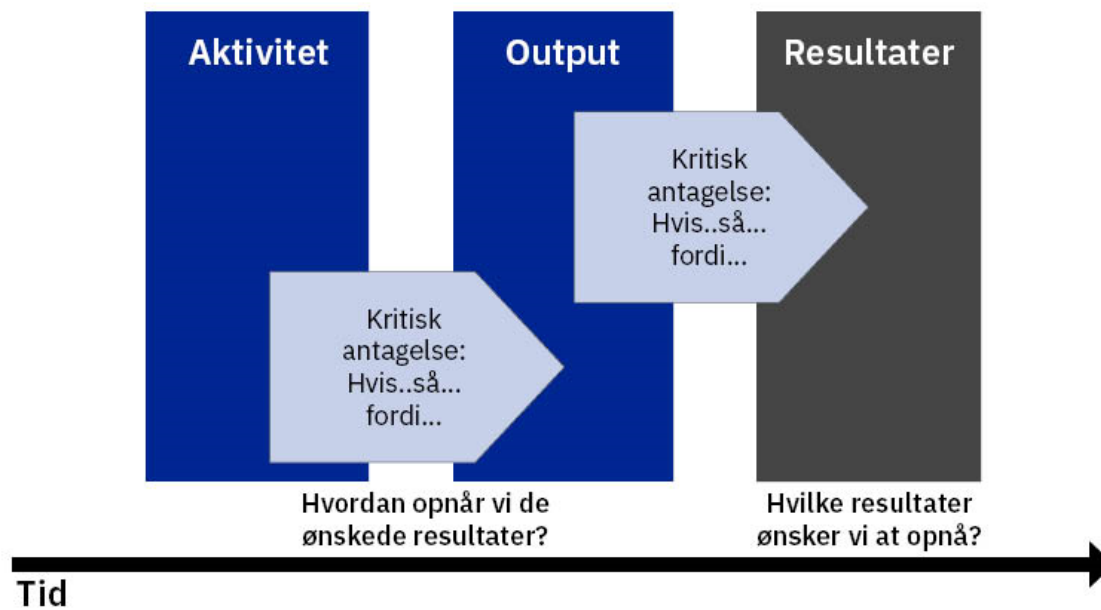 Aktivitet
Output
Resultater
Kritisk
antagelse:
Hvis..så...
fordi...
Kritisk
antagelse:
Hvis..så...
fordi...
Hvordan opnår vi de
ønskede resultater?
Hvilke resultater
ønsker vi at opnå?
Tid